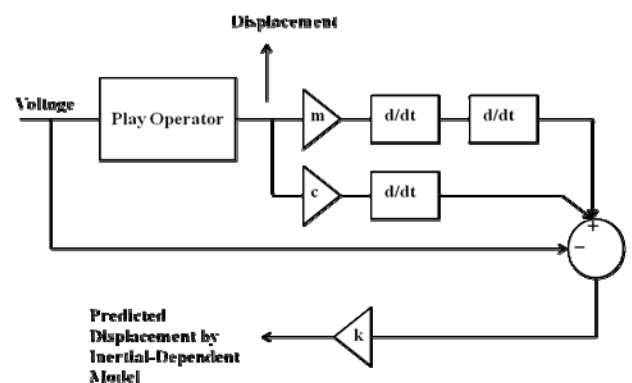 Displacement
Voltage
Play Operator
m
d/dt
d/dt
c
d/dt
+
−
k
Predicted
Displacement by
Inertial-Dependent
Model